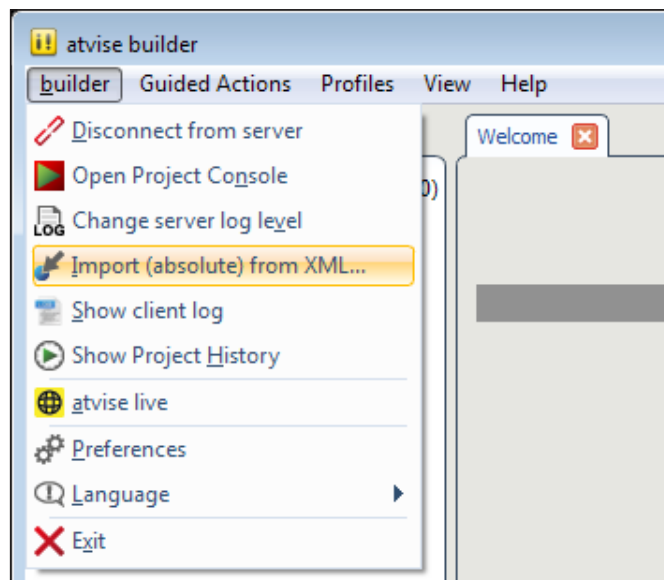 atvise builder
builder Guided Actions Profiles View Help
Disconnect from server
Welcome
Open Project Console
0)
LOG Change server log level
Import (absolute) from XML...
Show client log
Show Project History
atvise live
Preferences
Language
Exit